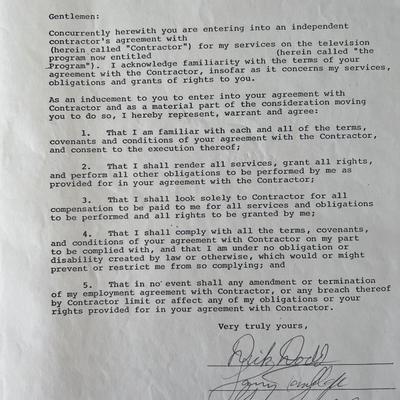 Gentlemen:
Concurrently herewith you are entering into an independent
contractor's agreement with
(herein called "Contractor") for my services on the television
program now entitled (herein called "the
Program"). I acknowledge familiarity with the terms of your
agreement with the Contractor, insofar as it concerns my services,
obligations and grants of rights to you.
As an inducement to you to enter into your agreement with
Contractor and as a material part of the consideration moving
you to do so, I hereby represent, warrant and agree:
1. That I am familiar with each and all of the terms,
covenants and conditions of your agreement with the Contractor,
and consent to the execution thereof;
2. That I shall render all services, grant all rights,
and perform all other obligations to be performed by me as
provided for in your agreement with Contractor;
3. That I shall look solely to Contractor for all
compensation to be paid to me for all services and obligations
to be performed and all rights to be granted by me;
4. That I shall comply with all the terms, covenants,
and conditions of your agreement with Contractor on my part
to be complied with, and that I am under no obligation or
disability created by law or otherwise, which would or might
prevent or restrict me from so complying; and
5. That in no event shall any amendment or termination
of my employment agreement with Contractor, or any breach thereof
by Contractor limit or affect any of my obligations or your
rights provided for in your agreement with Contractor.
Very truly yours,
Dick Dodd